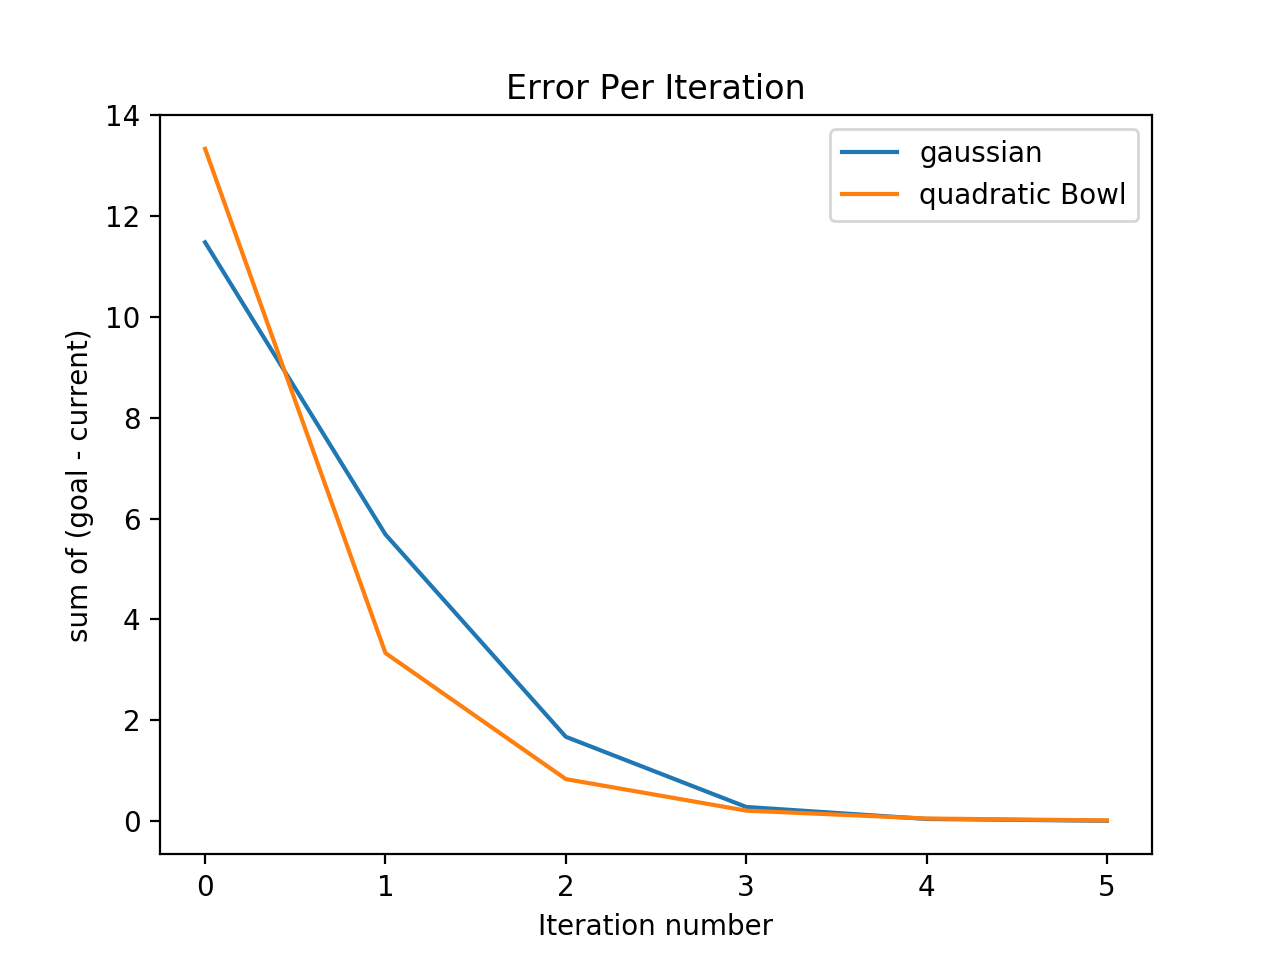 Error Per Iteration
14
12
10
8
6
4
2
0
sum of (goal - current)
gaussian
quadratic Bowl
0 1 2 3 4 5
Iteration number